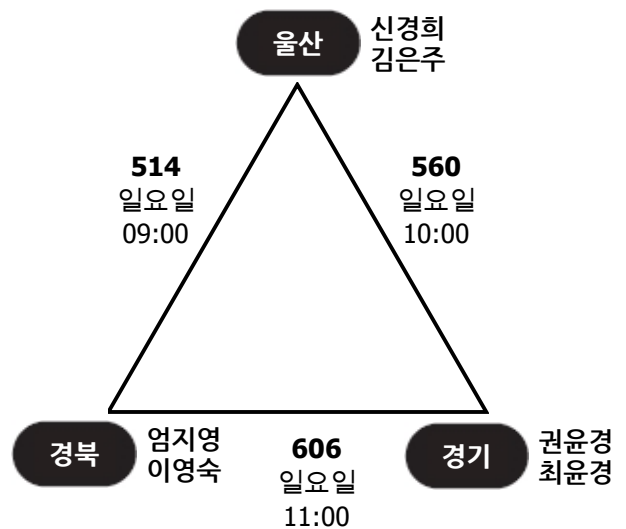 울산
신경희
김은주
514
일요일
09:00
560
일요일
10:00
경북
엄지영
이영숙
606
일요일
11:00
경기
권윤경
최윤경